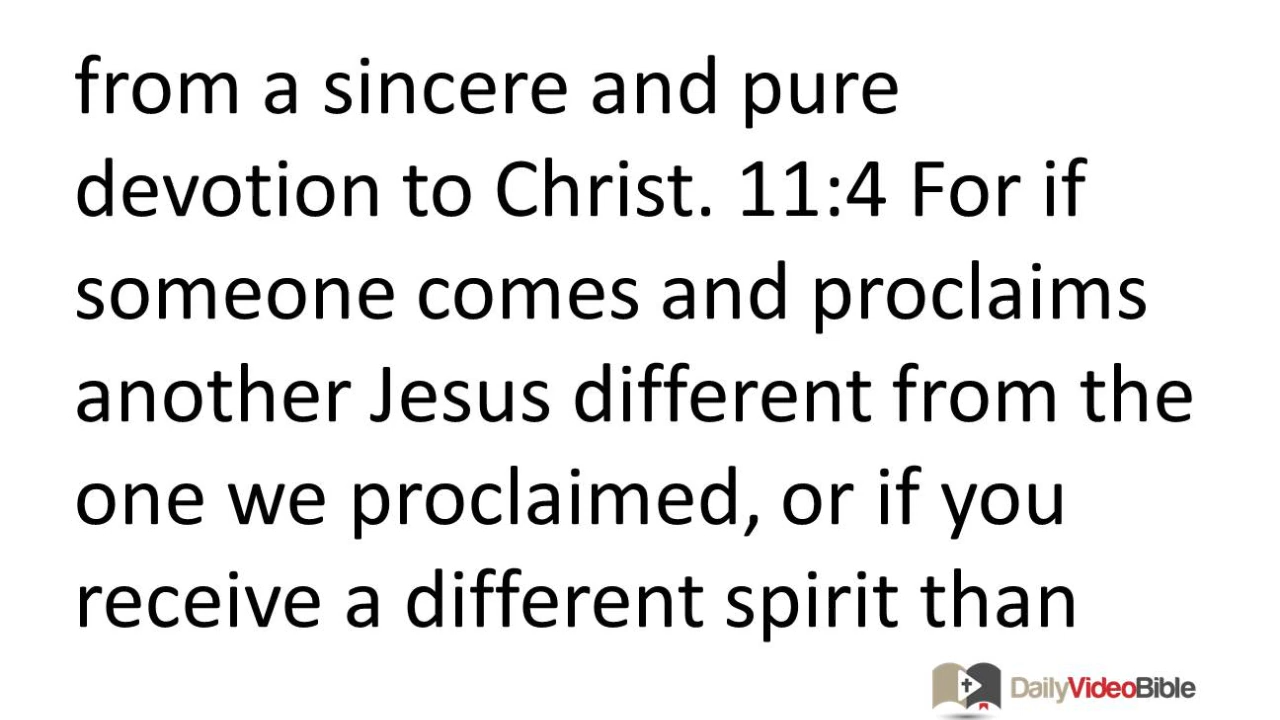 from a sincere and pure
devotion to Christ. 11:4 For if
someone comes and proclaims
another Jesus different from the
one we proclaimed, or if you
receive a different spirit than
DailyVideoBible